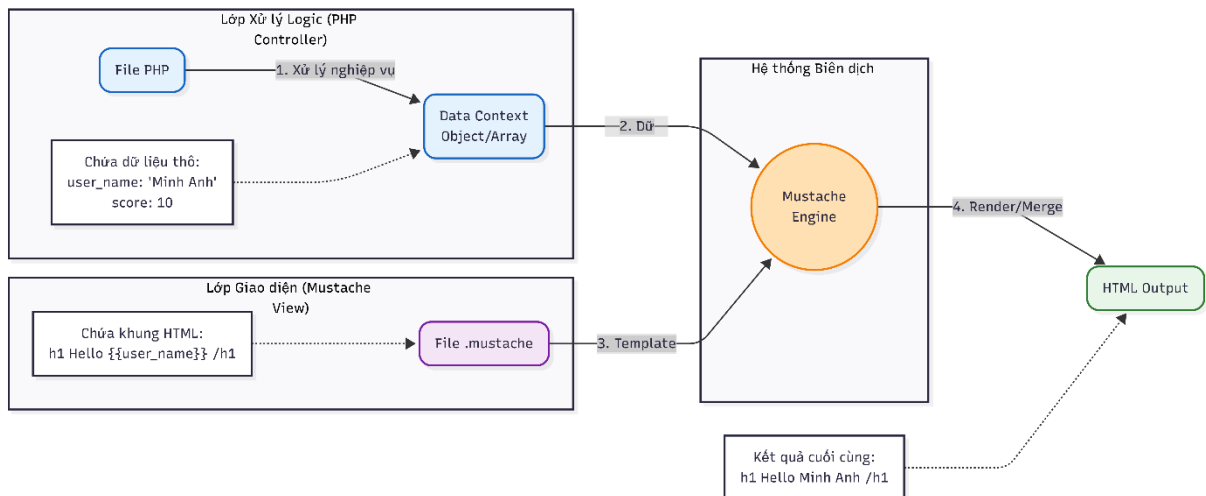 Lớp Xử lý Logic (PHP
Controller)
File PHP
1. Xử lý nghiệp vụ
Data Context
Object/Array
Chứa dữ liệu thô:
user_name: 'Minh Anh'
score: 10
2. Dữ
Hệ thống Biên dịch
Mustache
Engine
4. Render/Merge
HTML Output
Lớp Giao diện (Mustache
View)
Chứa khung HTML:
h1 Hello {{user_name}} /h1
File .mustache
3. Template
Kết quả cuối cùng:
h1 Hello Minh Anh /h1